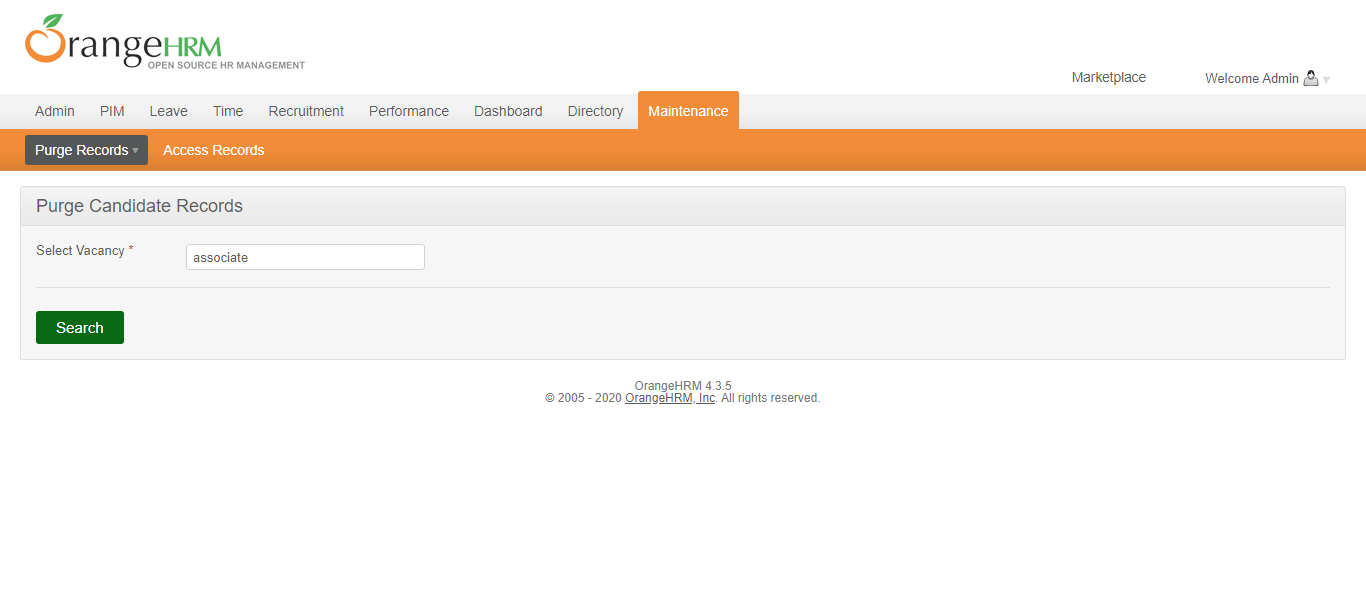 OrangeHRM
OPEN SOURCE HR MANAGEMENT
Marketplace Welcome Admin
Admin PIM Leave Time Recruitment Performance Dashboard Directory Maintenance
Purge Records Access Records
Purge Candidate Records
Select Vacancy * associate
Search
OrangeHRM 4.3.5
© 2005 - 2020 OrangeHRM, Inc. All rights reserved.